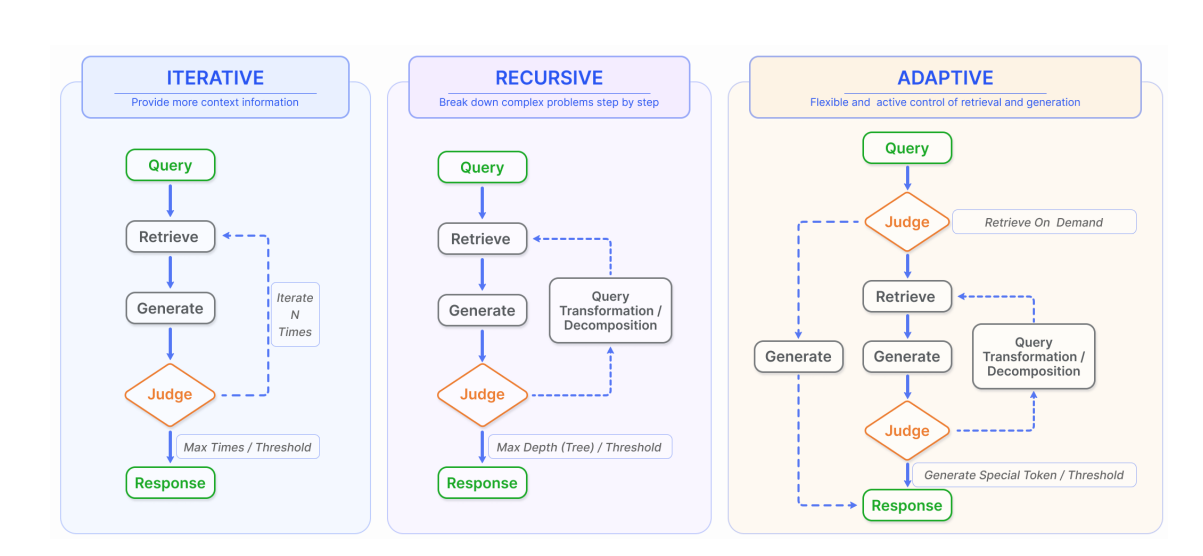 ITERATIVE
Provide more context information
Query
Retrieve
Generate
Iterate
N
Times
Judge
Max Times / Threshold
Response
RECURSIVE
Break down complex problems step by step
Query
Retrieve
Generate
Query
Transformation /
Decomposition
Judge
Max Depth (Tree) / Threshold
Response
ADAPTIVE
Flexible and active control of retrieval and generation
Query
Judge
Retrieve On Demand
Retrieve
Generate
Generate
Query
Transformation /
Decomposition
Judge
Generate Special Token / Threshold
Response